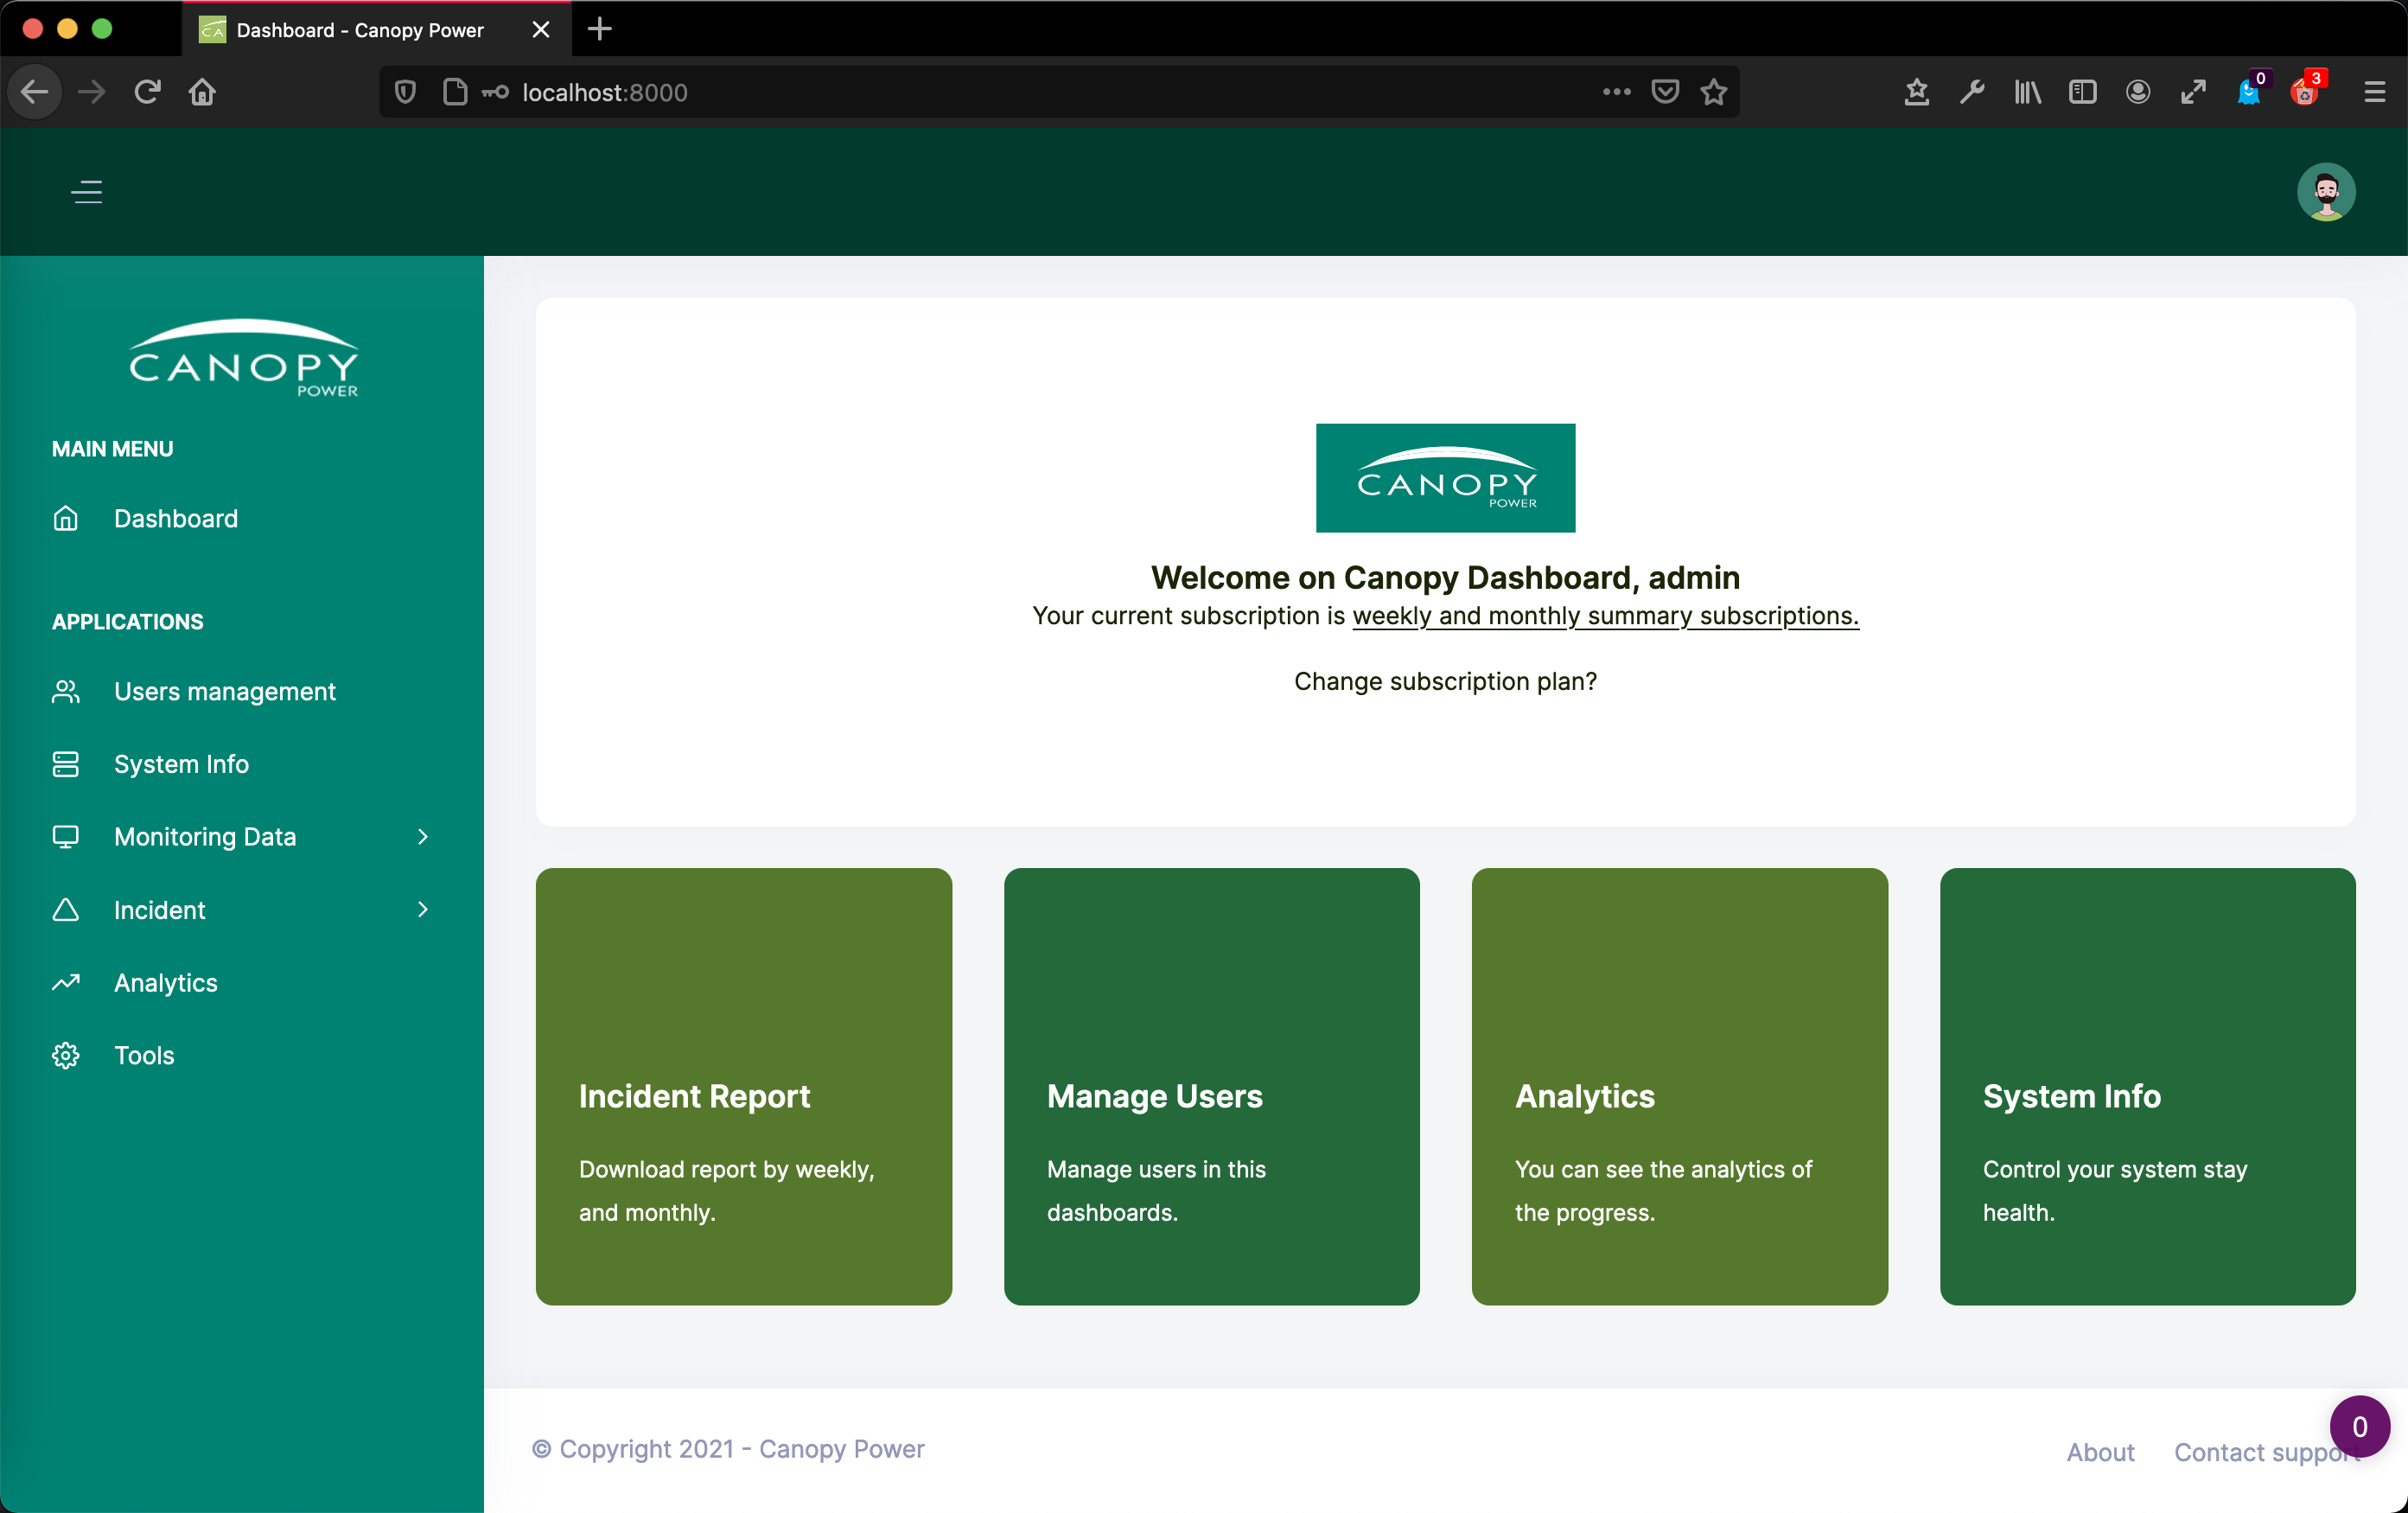 CA
Dashboard - Canopy Power
localhost:8000
0
3
CANOPY
POWER
MAIN MENU
Dashboard
APPLICATIONS
Users management
System Info
Monitoring Data
Incident
Analytics
Tools
CANOPY
POWER
Welcome on Canopy Dashboard, admin
Your current subscription is weekly and monthly summary subscriptions.
Change subscription plan?
Incident Report
Download report by weekly,
and monthly.
Manage Users
Manage users in this
dashboards.
Analytics
You can see the analytics of
the progress.
System Info
Control your system stay
health.
© Copyright 2021 - Canopy Power
About
Contact support
0